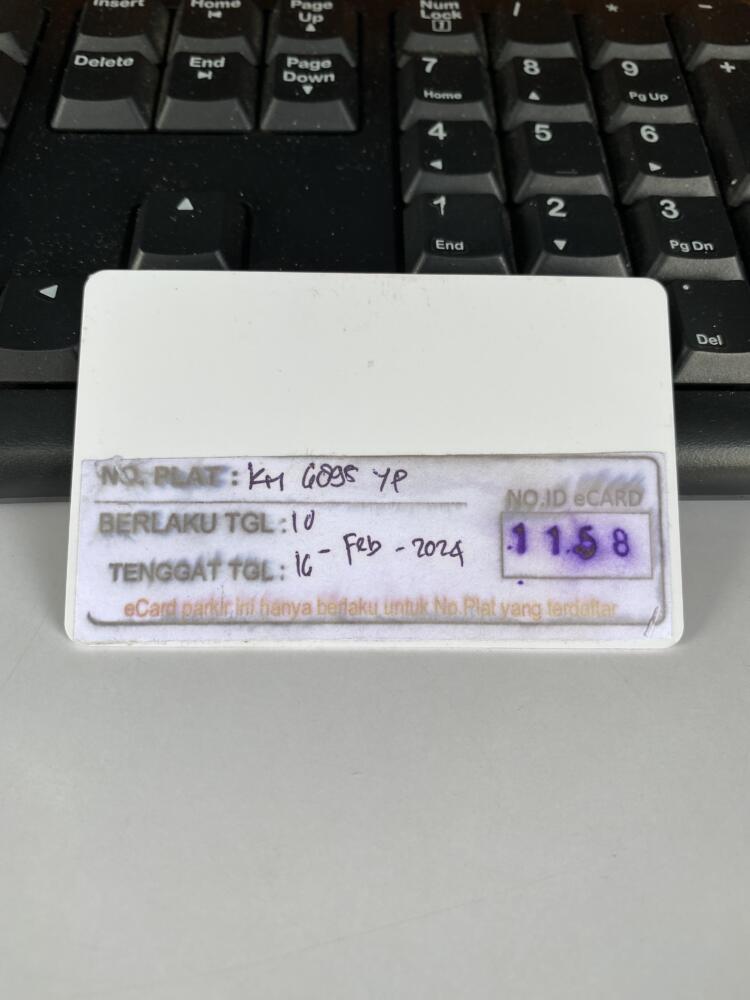 Insert Home Page Up Num Lock / * −
Delete End Page Down 7 Home 8 9 Pg Up +
4 5 6
1 End 2 3 Pg Dn
Del
NO. PLAT : KH 6095 YP
NO.ID eCARD
BERLAKU TGL : 10
1158
TENGGAT TGL : 16 - Feb - 2024
eCard parkir ini hanya berlaku untuk No.Plat yang terdaftar